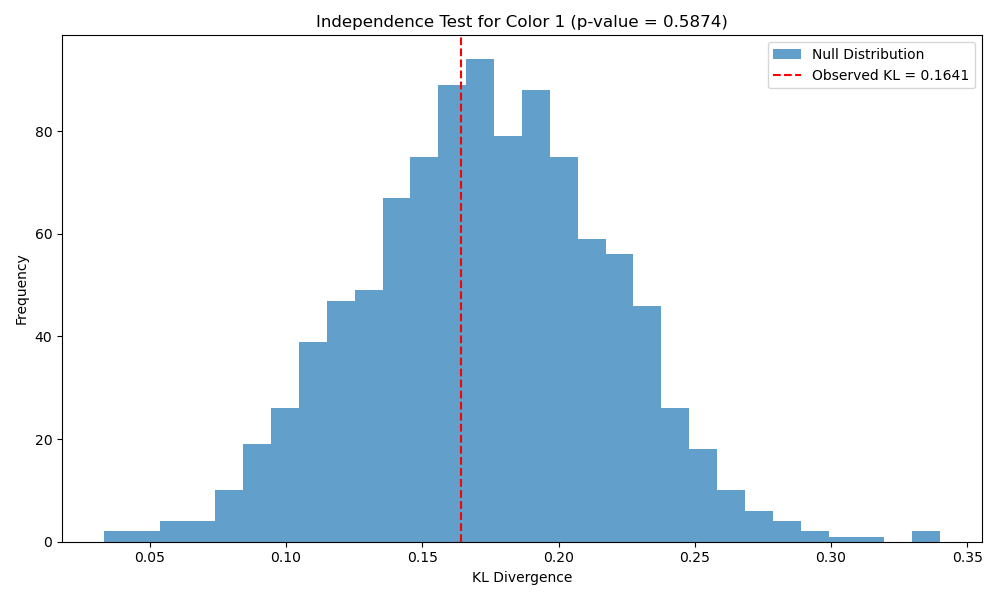 Independence Test for Color 1 (p-value = 0.5874)
Null Distribution
Observed KL = 0.1641
Frequency
80
60
40
20
0
0.05 0.10 0.15 0.20 0.25 0.30 0.35
KL Divergence